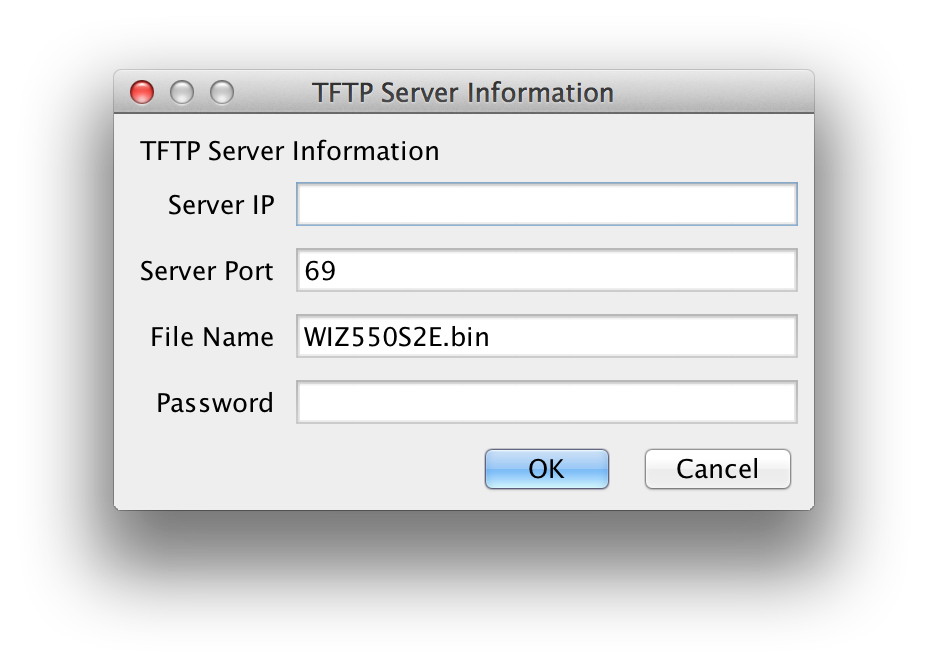 TFTP Server Information
TFTP Server Information
Server IP
Server Port 69
File Name WIZ550S2E.bin
Password
OK Cancel